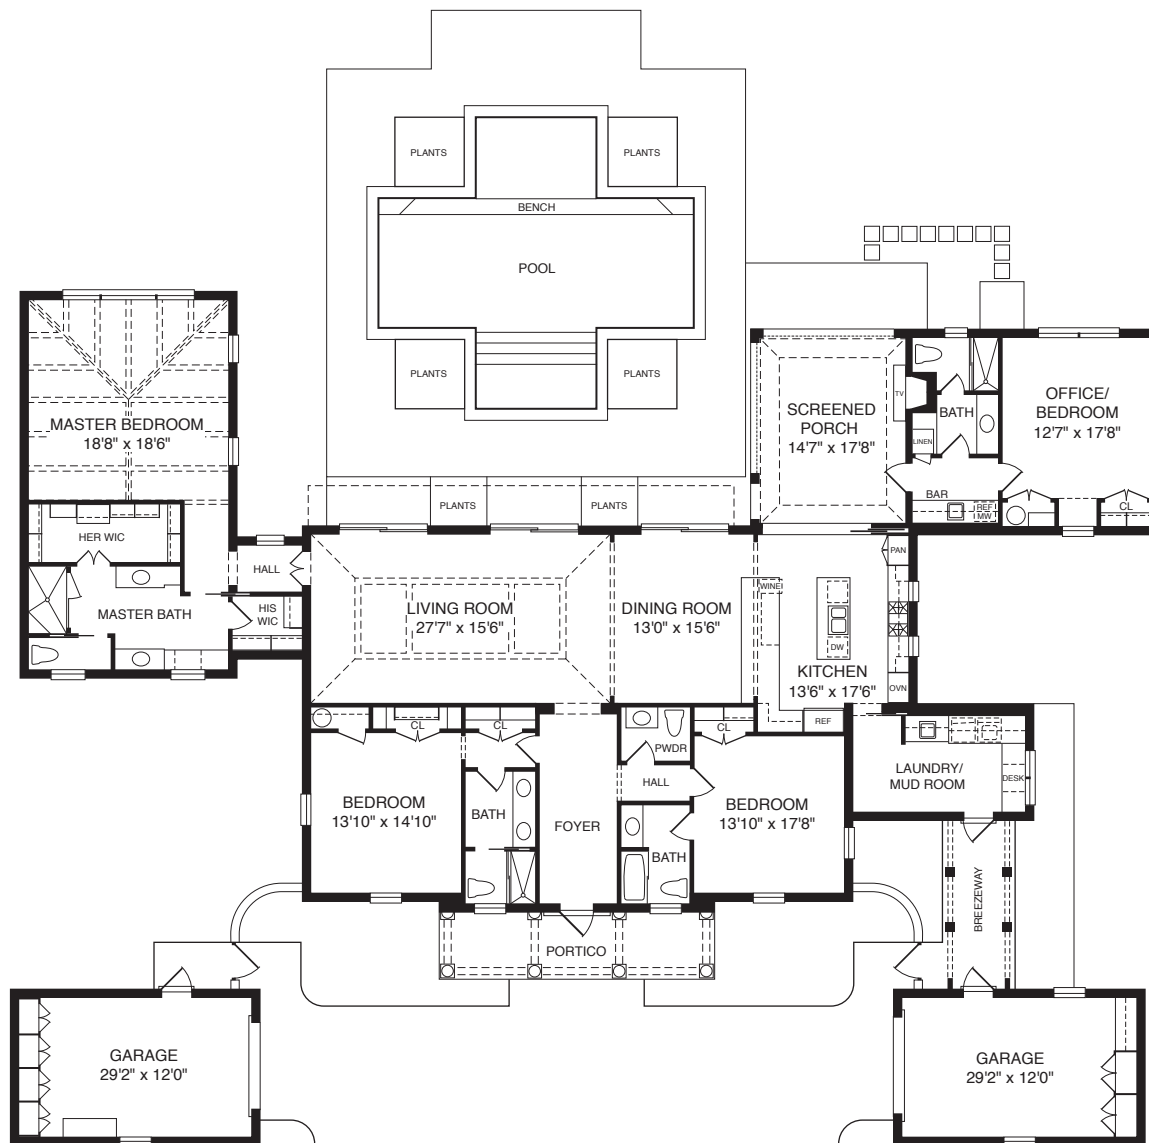 PLANTS
PLANTS
BENCH
POOL
PLANTS
PLANTS
MASTER BEDROOM
18'8" x 18'6"
SCREENED
PORCH
14'7" x 17'8"
TV
BATH
LINEN
OFFICE/
BEDROOM
12'7" x 17'8"
BAR
REF
MW
CL
PLANTS
PLANTS
HER WIC
HALL
MASTER BATH
HIS
WIC
LIVING ROOM
27'7" x 15'6"
DINING ROOM
13'0" x 15'6"
WINE
DW
PAN
KITCHEN
13'6" x 17'6"
OVN
REF
CL
CL
CL
PWDR
HALL
LAUNDRY/
MUD ROOM
DESK
BEDROOM
13'10" x 14'10"
BATH
FOYER
BATH
BEDROOM
13'10" x 17'8"
BREEZEWAY
PORTICO
GARAGE
29'2" x 12'0"
GARAGE
29'2" x 12'0"